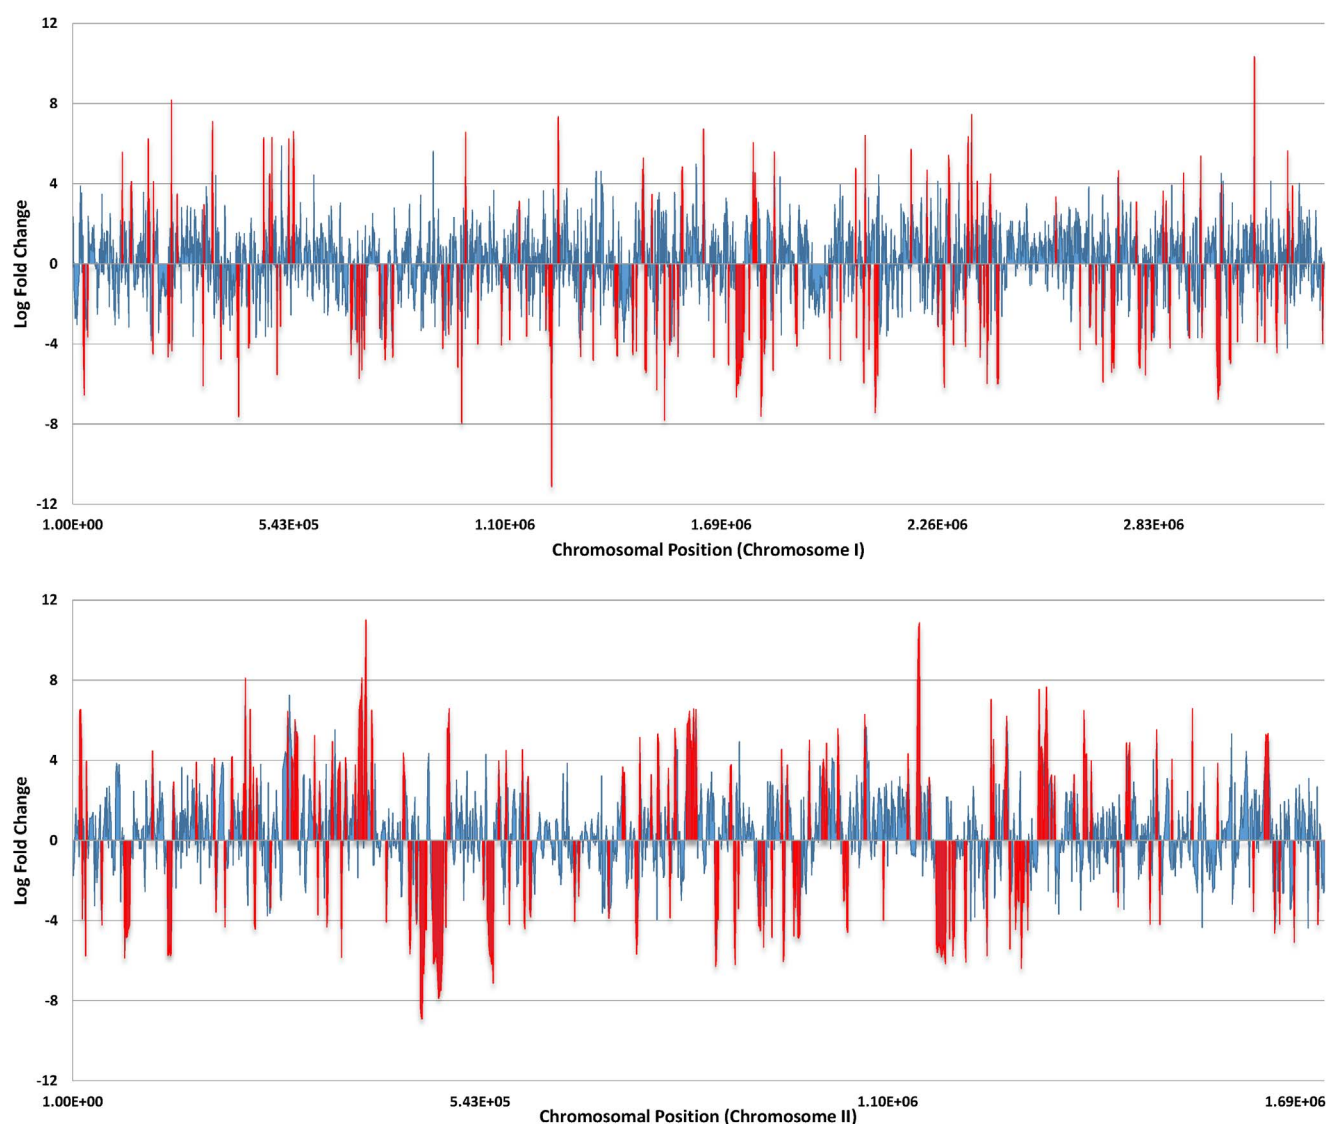 12
8
4
0
-4
-8
-12
Log Fold Change
1.00E+00 5.43E+05 1.10E+06 1.69E+06 2.26E+06 2.83E+06
Chromosomal Position (Chromosome I)
12
8
4
0
-4
-8
-12
Log Fold Change
1.00E+00 5.43E+05 1.10E+06 1.69E+06
Chromosomal Position (Chromosome II)